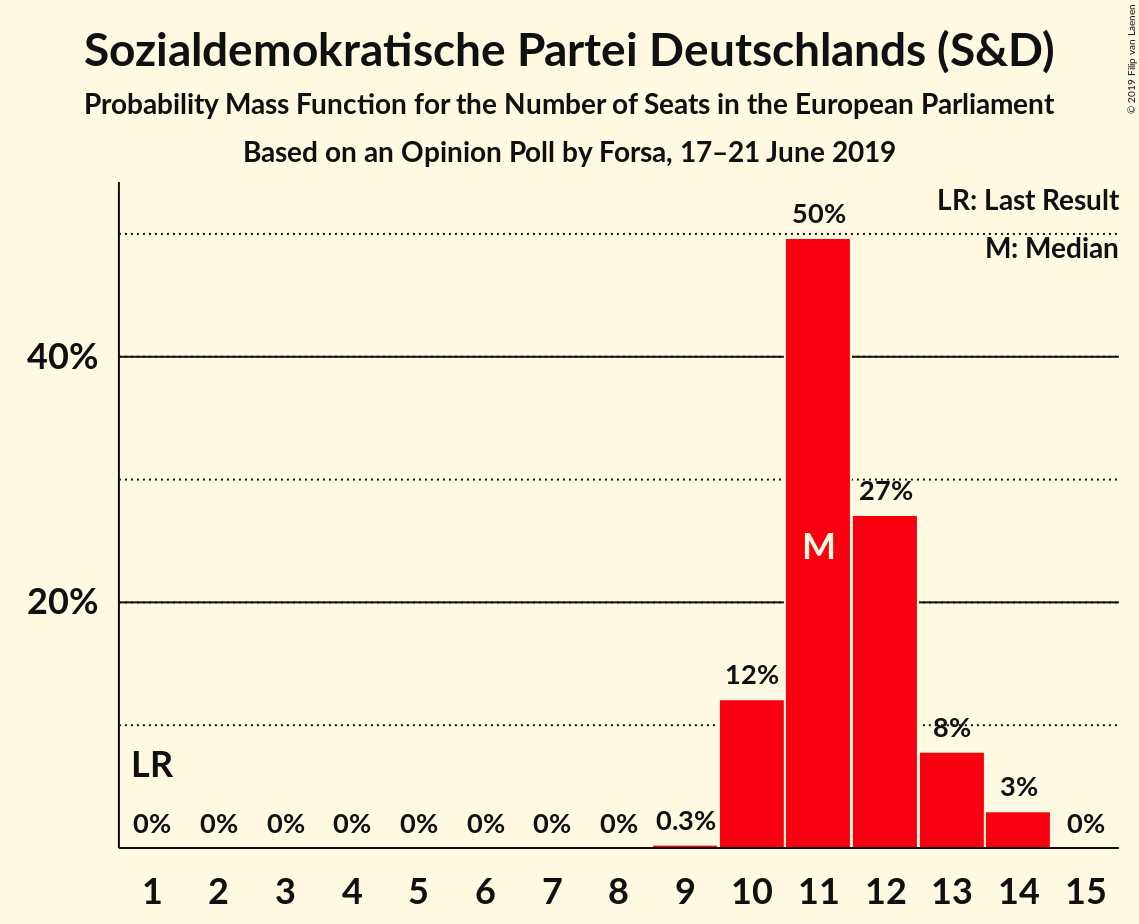 Sozialdemokratische Partei Deutschlands (S&D)
Probability Mass Function for the Number of Seats in the European Parliament
Based on an Opinion Poll by Forsa, 17–21 June 2019
© 2019 Filip van Laenen
LR: Last Result
M: Median
50%
40%
27%
M
20%
12%
8%
LR
3%
0% 0% 0% 0% 0% 0% 0% 0% 0.3% 0%
1 2 3 4 5 6 7 8 9 10 11 12 13 14 15